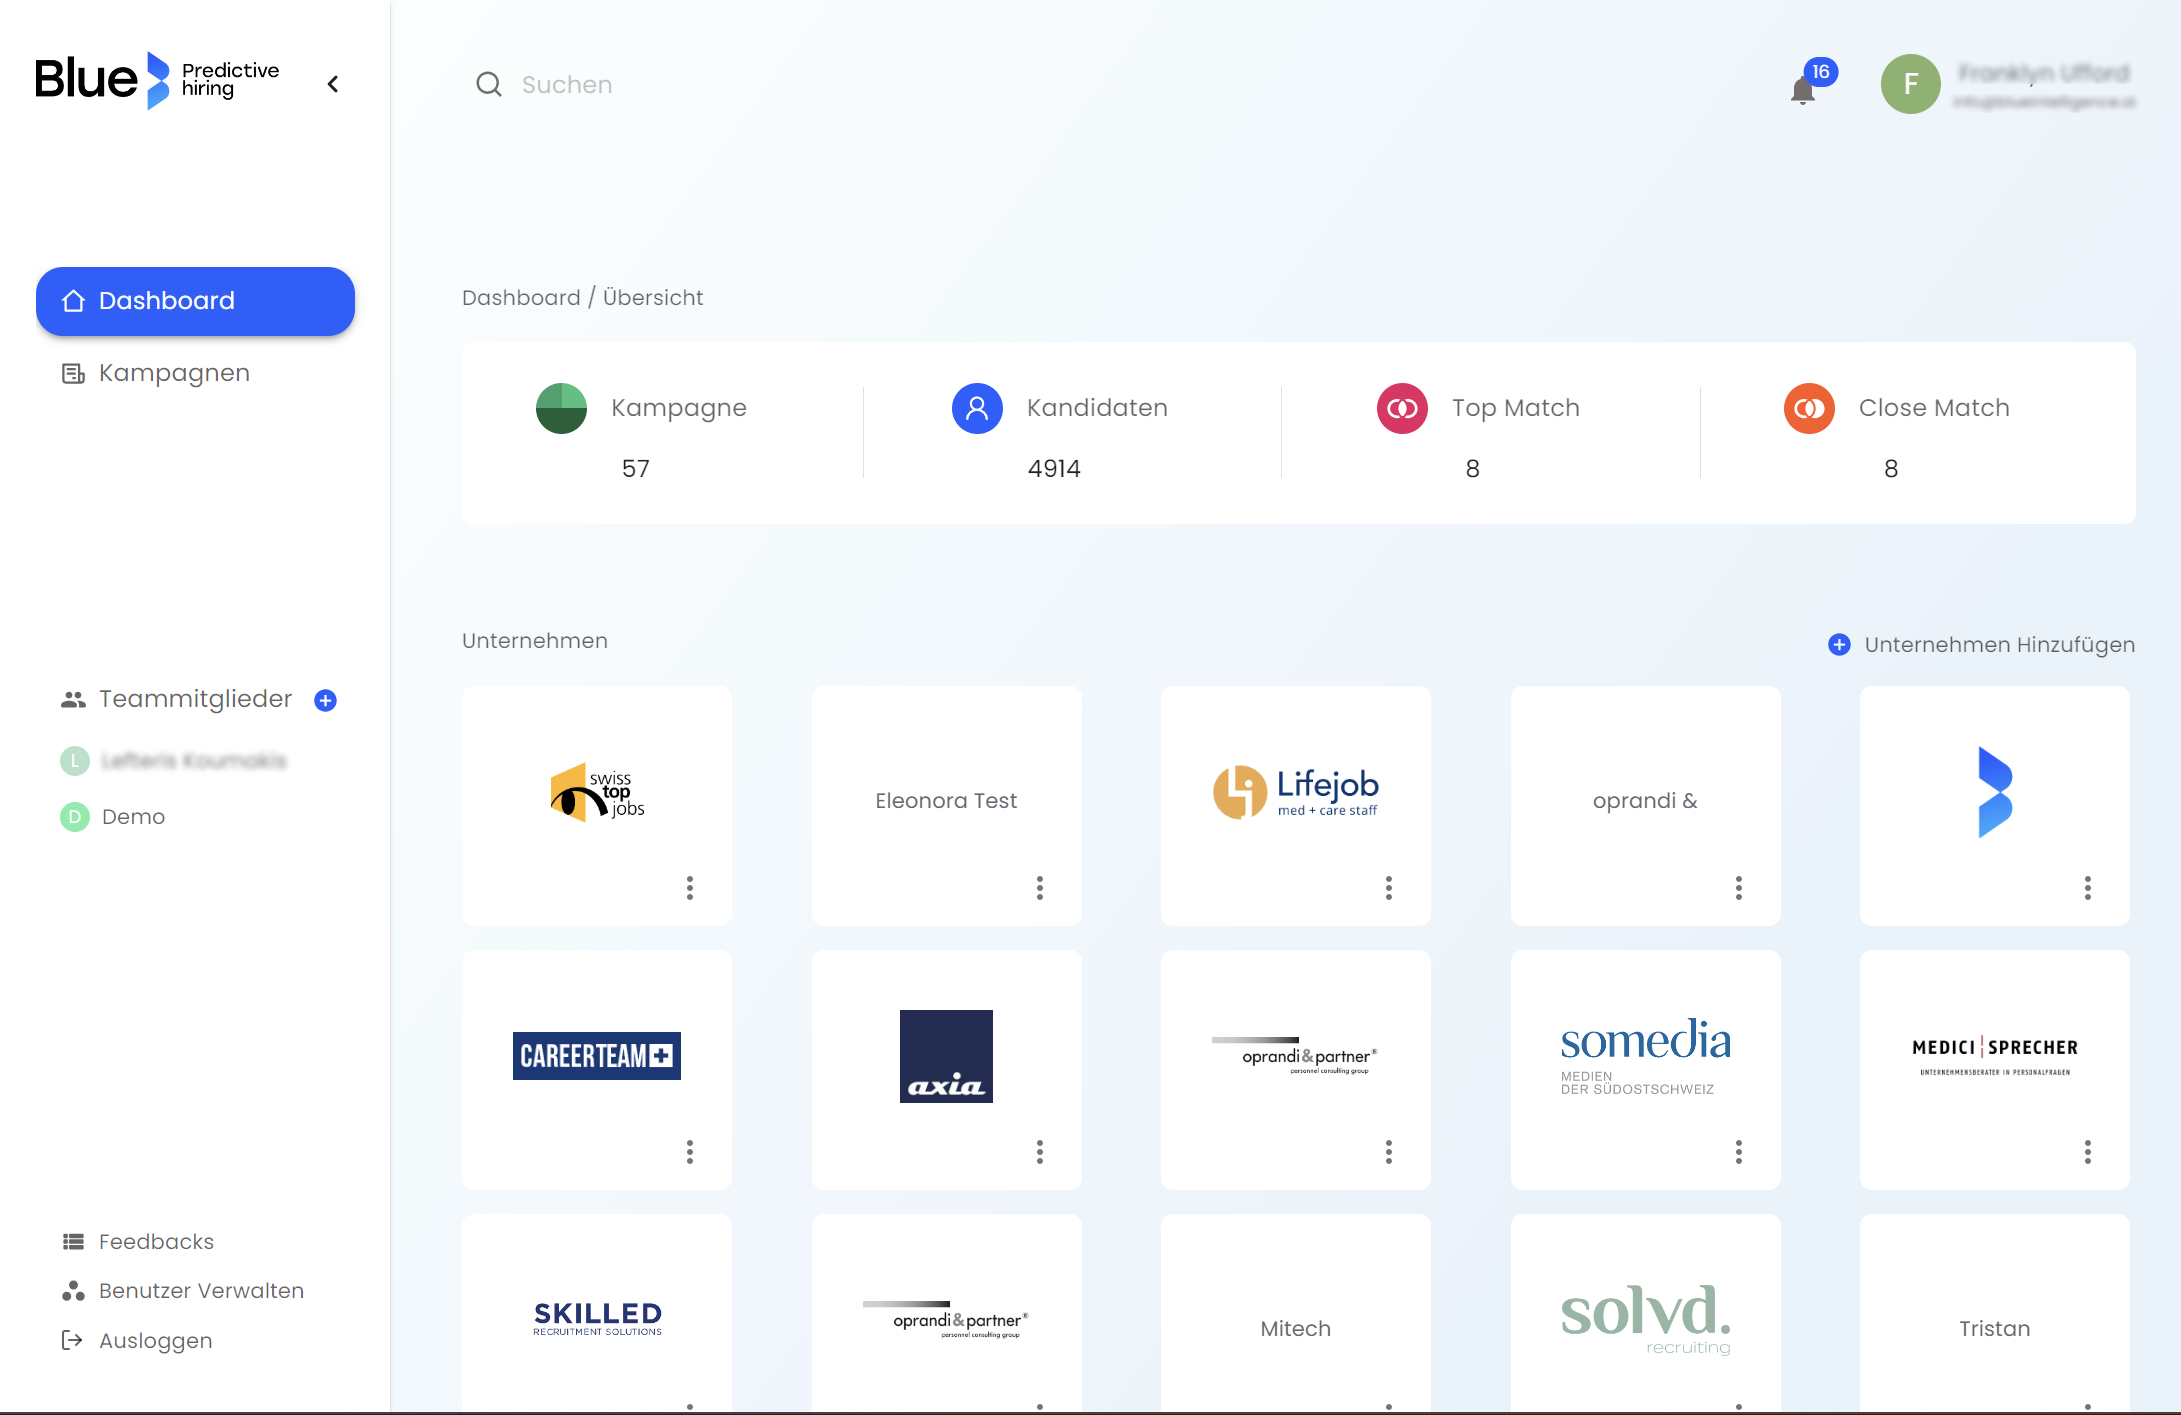 Blue
Predictive
hiring
Suchen
16
F
Dashboard
Kampagnen
Dashboard / Übersicht
Kampagne
57
Kandidaten
4914
Top Match
8
Close Match
8
Unternehmen
Unternehmen Hinzufügen
Teammitglieder
L
D
Demo
swiss
top
jobs
Eleonora Test
Lifejob
med + care staff
oprandi &
CAREERTEAM
axia
oprandi&partner®
personnel consulting group
somedia
MEDIEN
DER SÜDOSTSCHWEIZ
MEDICI SPRECHER
UNTERNEHMENSBERATER IN PERSONALFRAGEN
SKILLED
RECRUITMENT SOLUTIONS
oprandi&partner®
personnel consulting group
Mitech
solvd.
recruiting
Tristan
Feedbacks
Benutzer Verwalten
Ausloggen